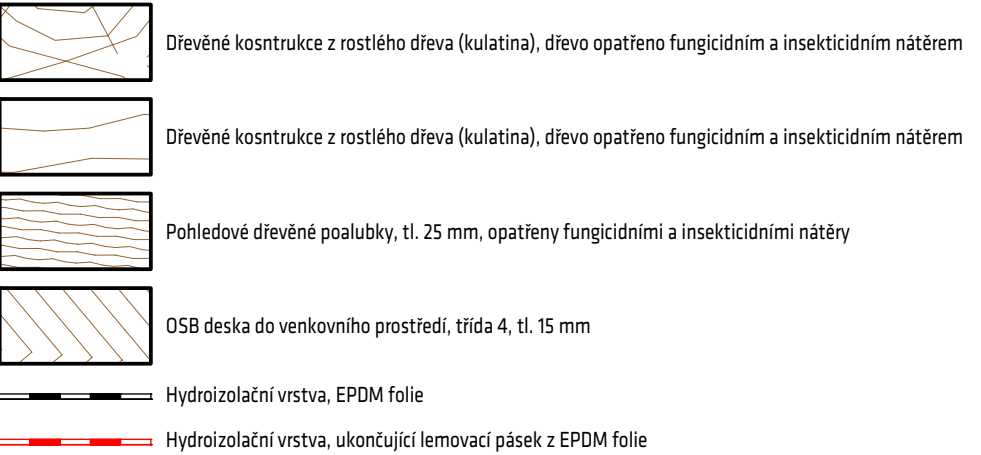 Dřevěné kosntrukce z rostlého dřeva (kulatina), dřevo opatřeno fungicidním a insekticidním nátěrem
Dřevěné kosntrukce z rostlého dřeva (kulatina), dřevo opatřeno fungicidním a insekticidním nátěrem
Pohledové dřevěné poalubky, tl. 25 mm, opatřeny fungicidními a insekticidními nátěry
OSB deska do venkovního prostředí, třída 4, tl. 15 mm
Hydroizolační vrstva, EPDM folie
Hydroizolační vrstva, ukončující lemovací pásek z EPDM folie